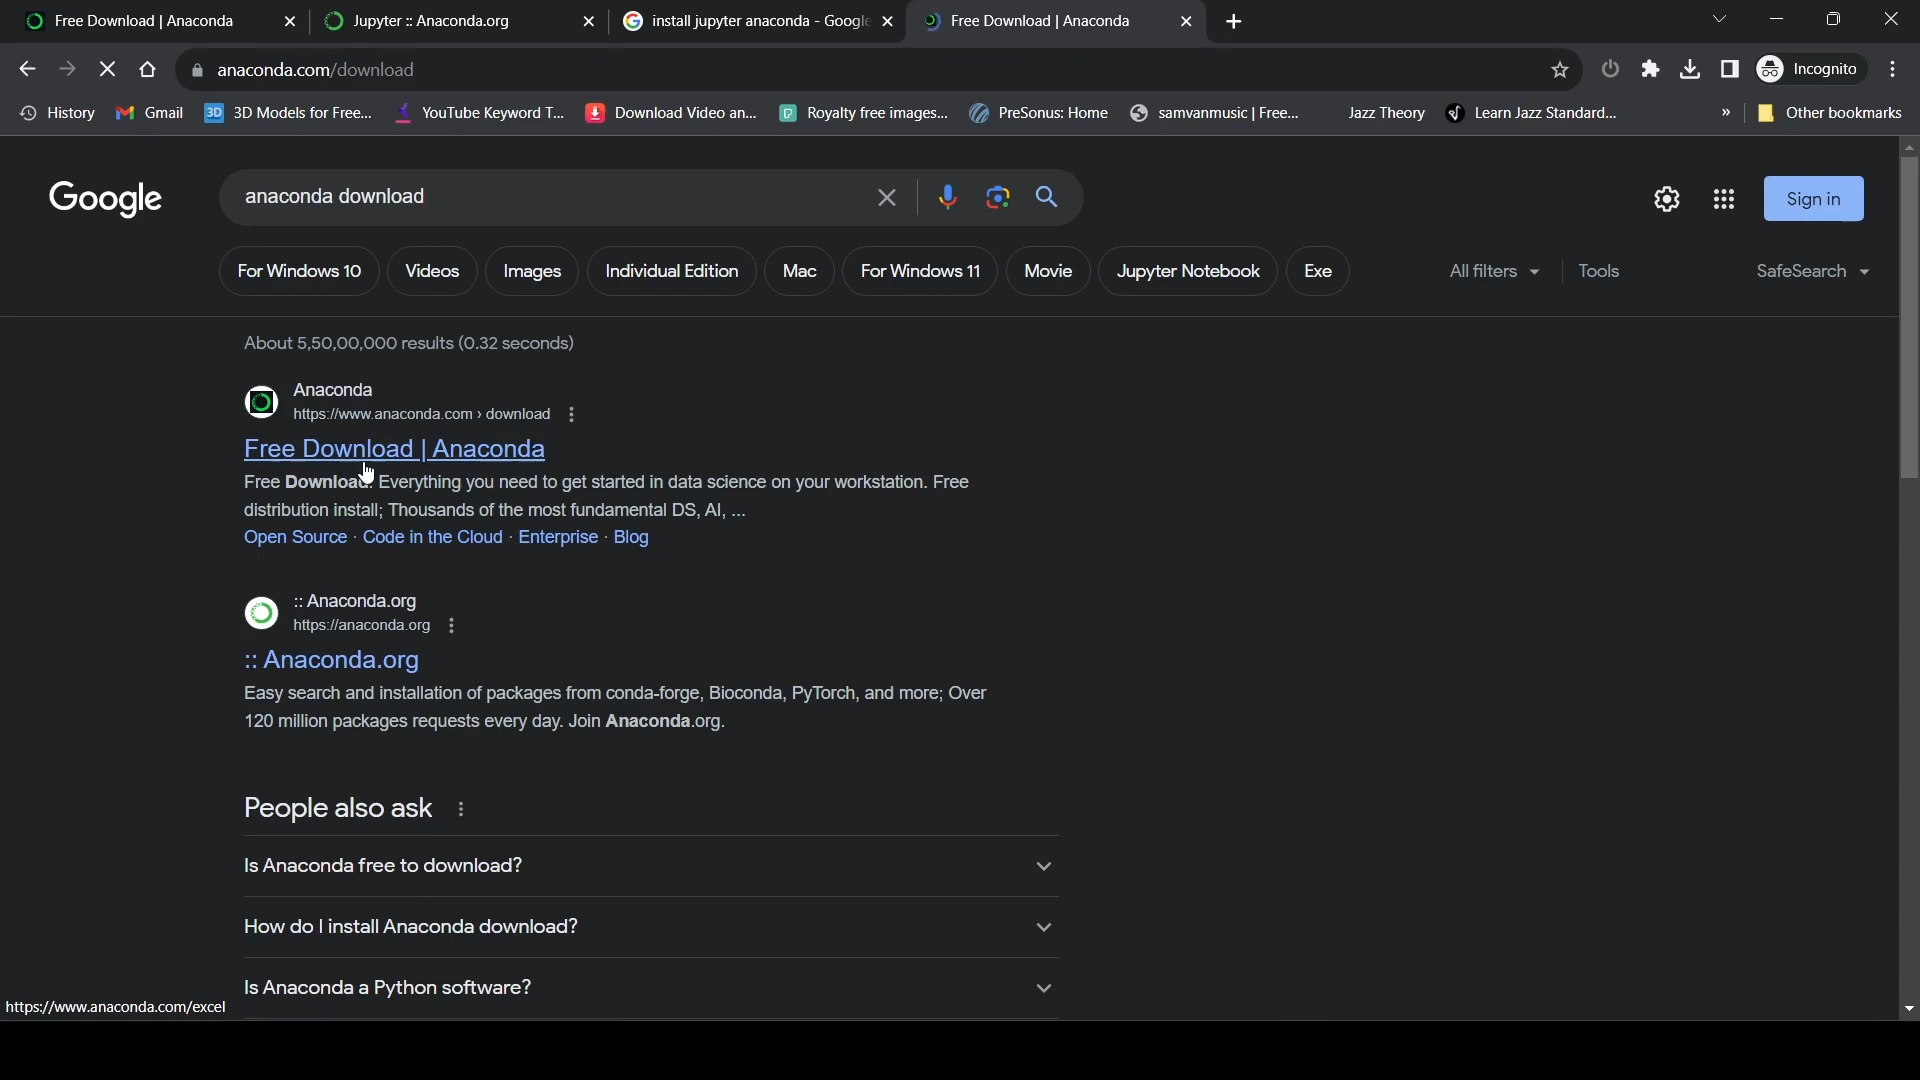 Free Download | Anaconda
Jupyter :: Anaconda.org
install jupyter anaconda - Google
Free Download | Anaconda
anaconda.com/download
Incognito
History
Gmail
3D 3D Models for Free...
YouTube Keyword T...
Download Video an...
Royalty free images...
PreSonus: Home
samvanmusic | Free...
Jazz Theory
Learn Jazz Standard...
»
Other bookmarks
Google
anaconda download
Sign in
For Windows 10
Videos
Images
Individual Edition
Mac
For Windows 11
Movie
Jupyter Notebook
Exe
All filters
Tools
SafeSearch
About 5,50,00,000 results (0.32 seconds)
Anaconda
https://www.anaconda.com › download
Free Download | Anaconda
Free Download. Everything you need to get started in data science on your workstation. Free
distribution install; Thousands of the most fundamental DS, AI, ...
Open Source · Code in the Cloud · Enterprise · Blog
:: Anaconda.org
https://anaconda.org
:: Anaconda.org
Easy search and installation of packages from conda-forge, Bioconda, PyTorch, and more; Over
120 million packages requests every day. Join Anaconda.org.
People also ask
Is Anaconda free to download?
How do I install Anaconda download?
Is Anaconda a Python software?
https://www.anaconda.com/excel